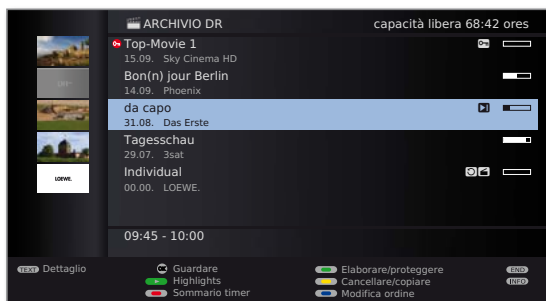 ARCHIVIO DR capacità libera 68:42 ores
Top-Movie 1
15.09. Sky Cinema HD
Bon(n) jour Berlin
14.09. Phoenix
da capo
31.08. Das Erste
Tagesschau
29.07. 3sat
Individual
00.00. LOEWE.
LOEWE.
09:45 - 10:00
TEXT Dettaglio
OK Guardare
Highlights
Sommario timer
Elaborare/proteggere
Cancellare/copiare
Modifica ordine
END
INFO